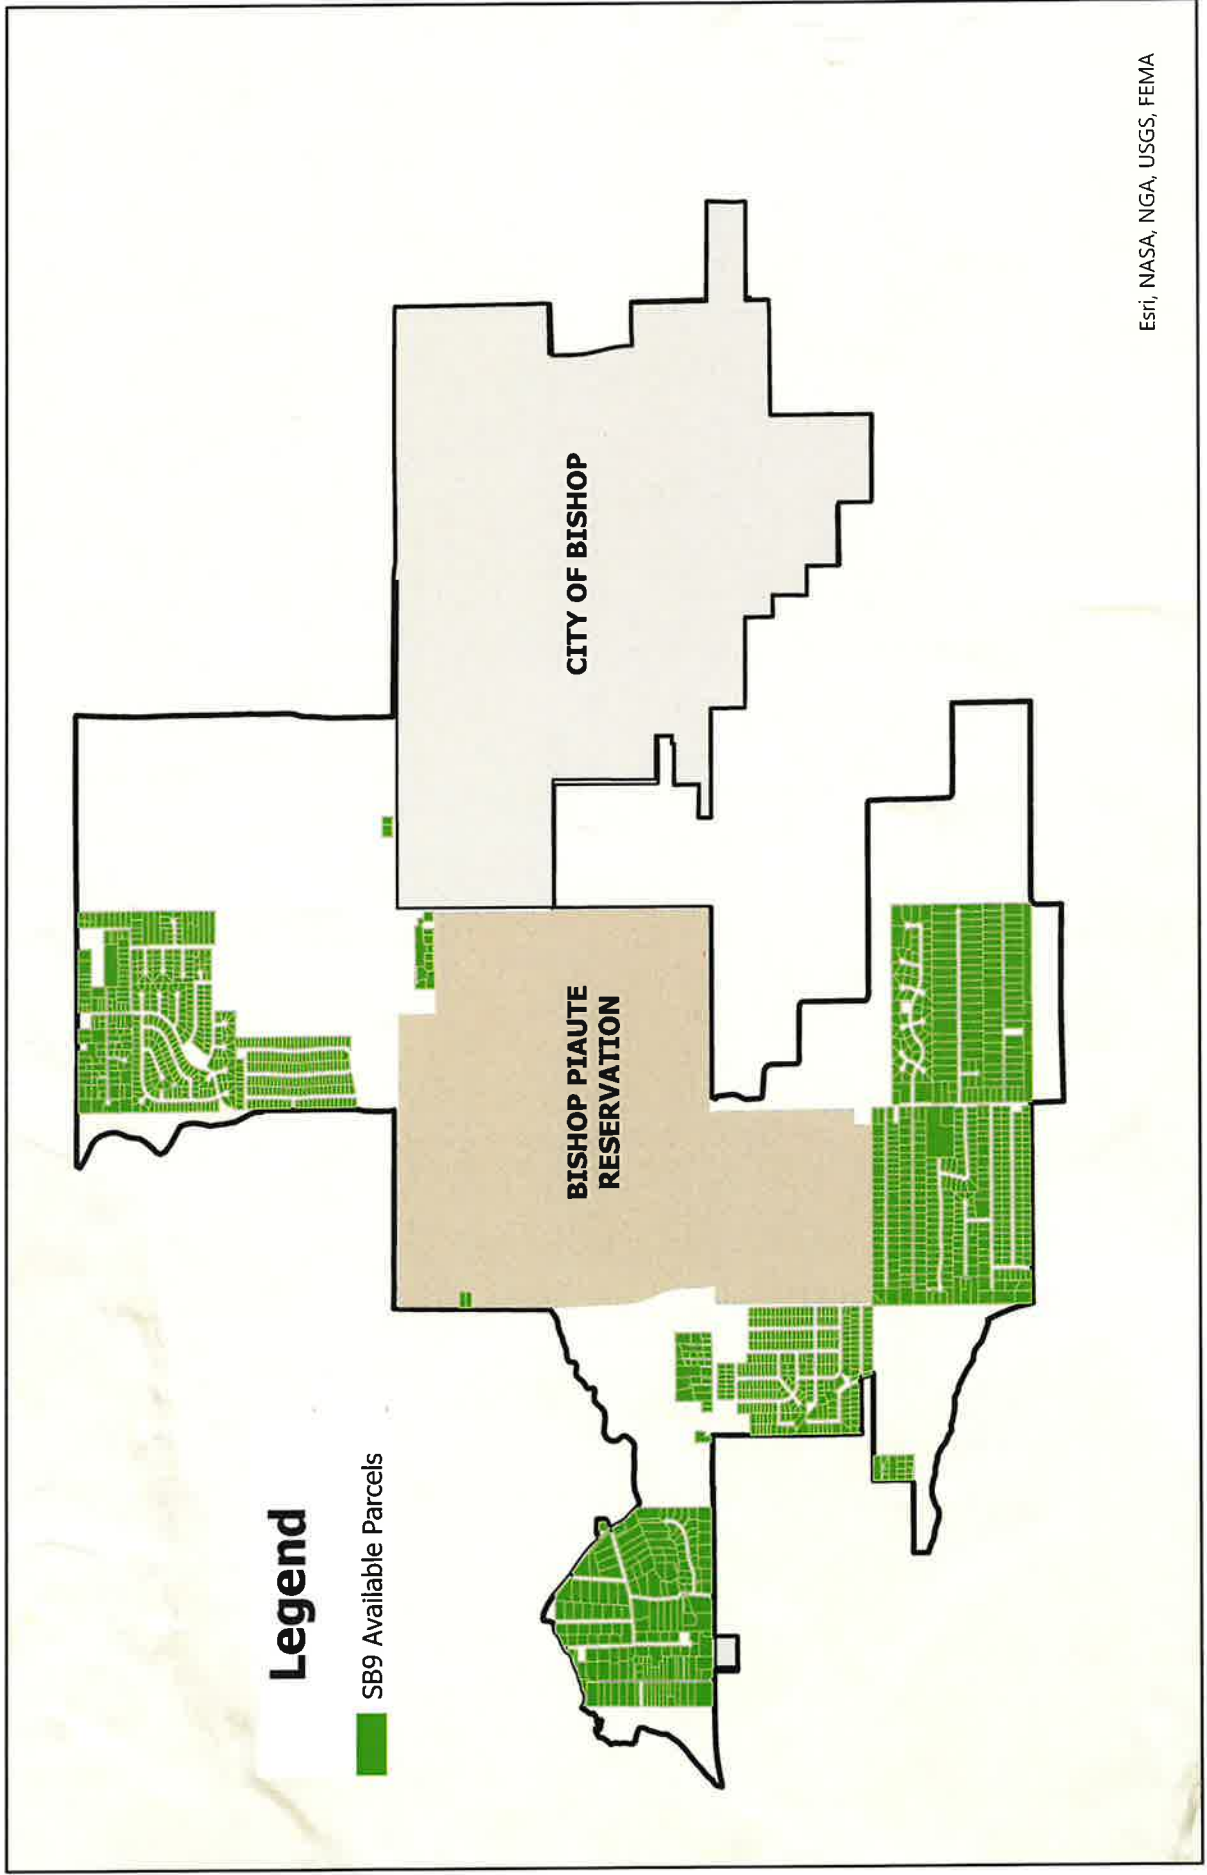 CITY OF BISHOP
BISHOP PIAUTE
RESERVATION
Legend
SB9 Available Parcels
Esri, NASA, NGA, USGS, FEMA